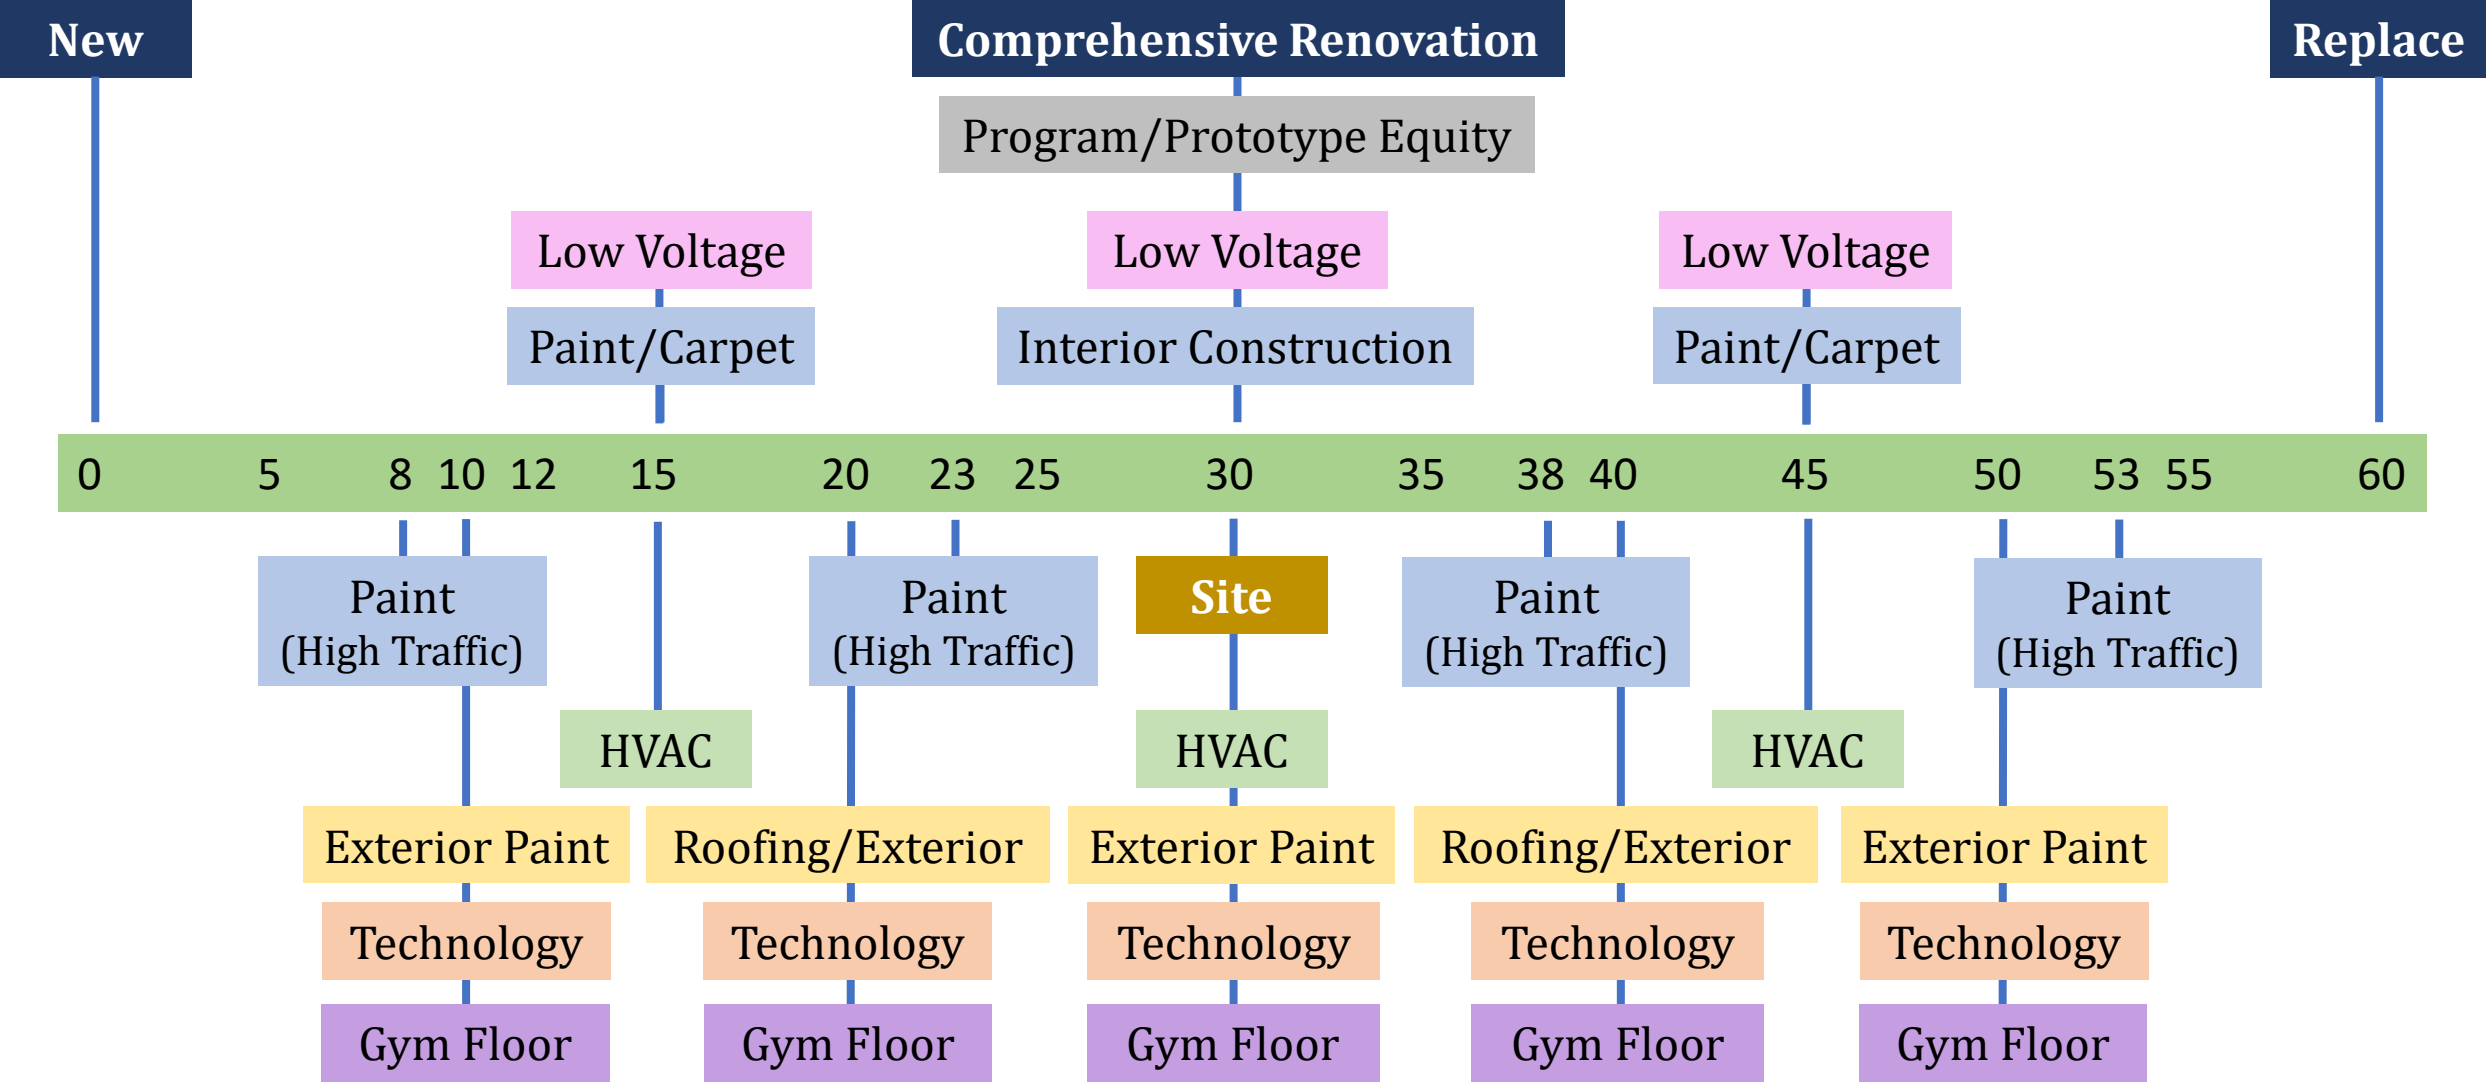 New
Comprehensive Renovation
Replace
Program/Prototype Equity
Low Voltage
Low Voltage
Low Voltage
Paint/Carpet
Interior Construction
Paint/Carpet
0 5 8 10 12 15 20 23 25 30 35 38 40 45 50 53 55 60
Paint
(High Traffic)
Paint
(High Traffic)
Site
Paint
(High Traffic)
Paint
(High Traffic)
HVAC
HVAC
HVAC
Exterior Paint
Roofing/Exterior
Exterior Paint
Roofing/Exterior
Exterior Paint
Technology
Technology
Technology
Technology
Technology
Gym Floor
Gym Floor
Gym Floor
Gym Floor
Gym Floor